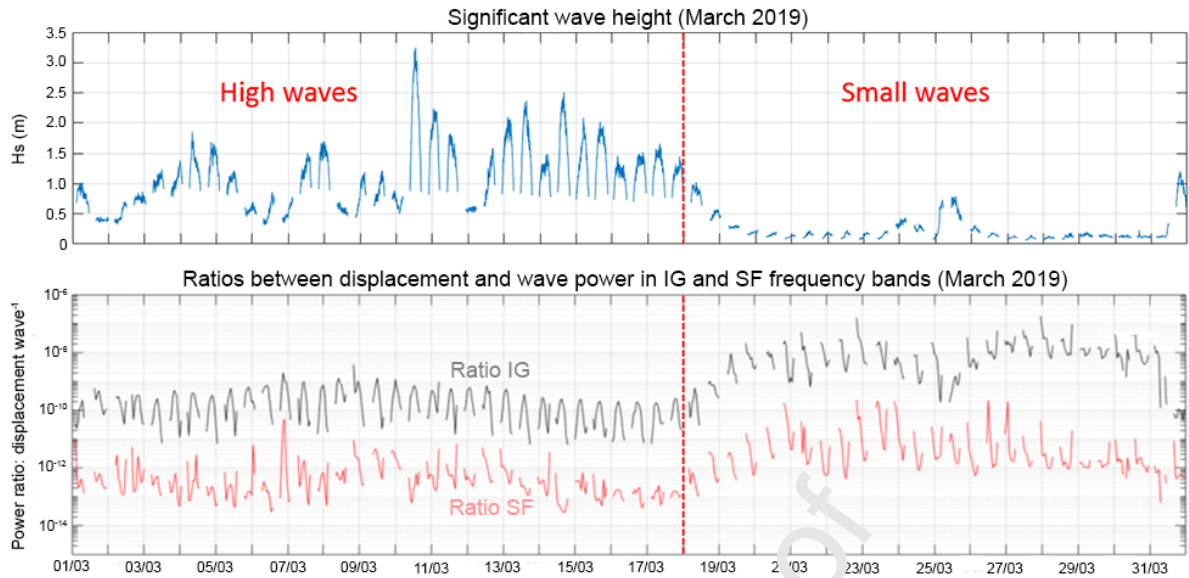 Significant wave height (March 2019)
3.5
3.0
2.5
2.0
1.5
1.0
0.5
0
Hs (m)
High waves
Small waves
Ratios between displacement and wave power in IG and SF frequency bands (March 2019)
10⁻⁶
10⁻⁸
10⁻¹⁰
10⁻¹²
10⁻¹⁴
Power ratio: displacement wave⁻¹
Ratio IG
Ratio SF
01/03 03/03 05/03 07/03 09/03 11/03 13/03 15/03 17/03 19/03 21/03 23/03 25/03 27/03 29/03 31/03